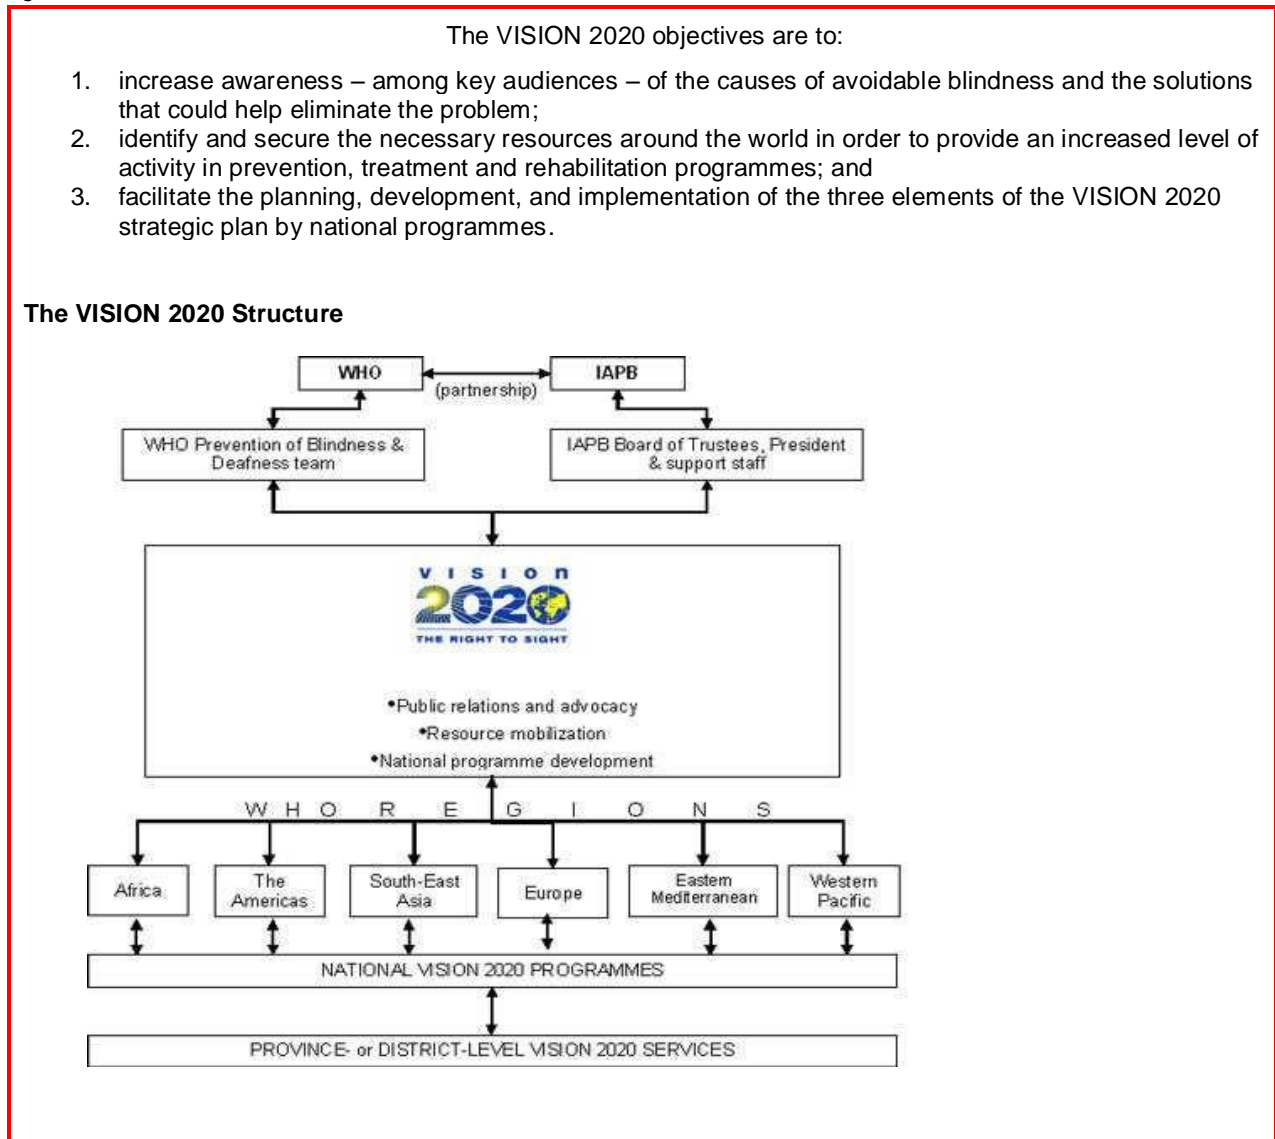 The VISION 2020 objectives are to:
1. increase awareness – among key audiences – of the causes of avoidable blindness and the solutions
that could help eliminate the problem;
2. identify and secure the necessary resources around the world in order to provide an increased level of
activity in prevention, treatment and rehabilitation programmes; and
3. facilitate the planning, development, and implementation of the three elements of the VISION 2020
strategic plan by national programmes.
The VISION 2020 Structure
WHO
IAPB
(partnership)
WHO Prevention of Blindness &
Deafness team
IAPB Board of Trustees, President
& support staff
VISION
2020
THE RIGHT TO SIGHT
•Public relations and advocacy
•Resource mobilization
•National programme development
W H O R E G I O N S
Africa
The
Americas
South-East
Asia
Europe
Eastern
Mediterranean
Western
Pacific
NATIONAL VISION 2020 PROGRAMMES
PROVINCE- or DISTRICT-LEVEL VISION 2020 SERVICES